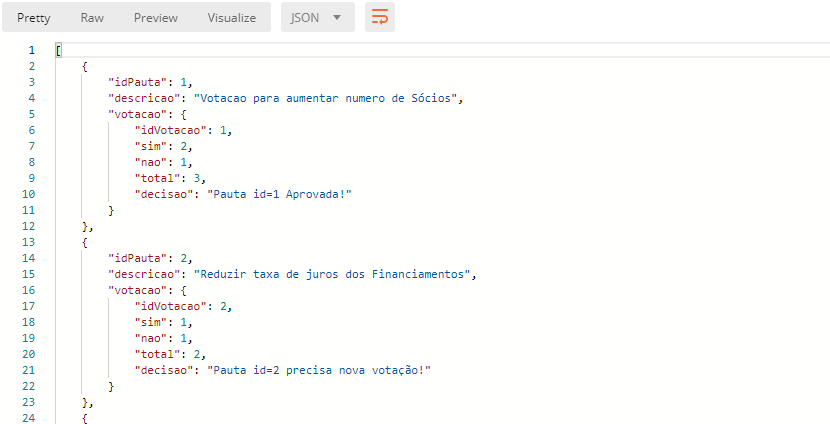 Pretty Raw Preview Visualize JSON
1 [
2 {
3 "idPauta": 1,
4 "descricao": "Votacao para aumentar numero de Sócios",
5 "votacao": {
6 "idVotacao": 1,
7 "sim": 2,
8 "nao": 1,
9 "total": 3,
10 "decisao": "Pauta id=1 Aprovada!"
11 }
12 },
13 {
14 "idPauta": 2,
15 "descricao": "Reduzir taxa de juros dos Financiamentos",
16 "votacao": {
17 "idVotacao": 2,
18 "sim": 1,
19 "nao": 1,
20 "total": 2,
21 "decisao": "Pauta id=2 precisa nova votação!"
22 }
23 },
24 {